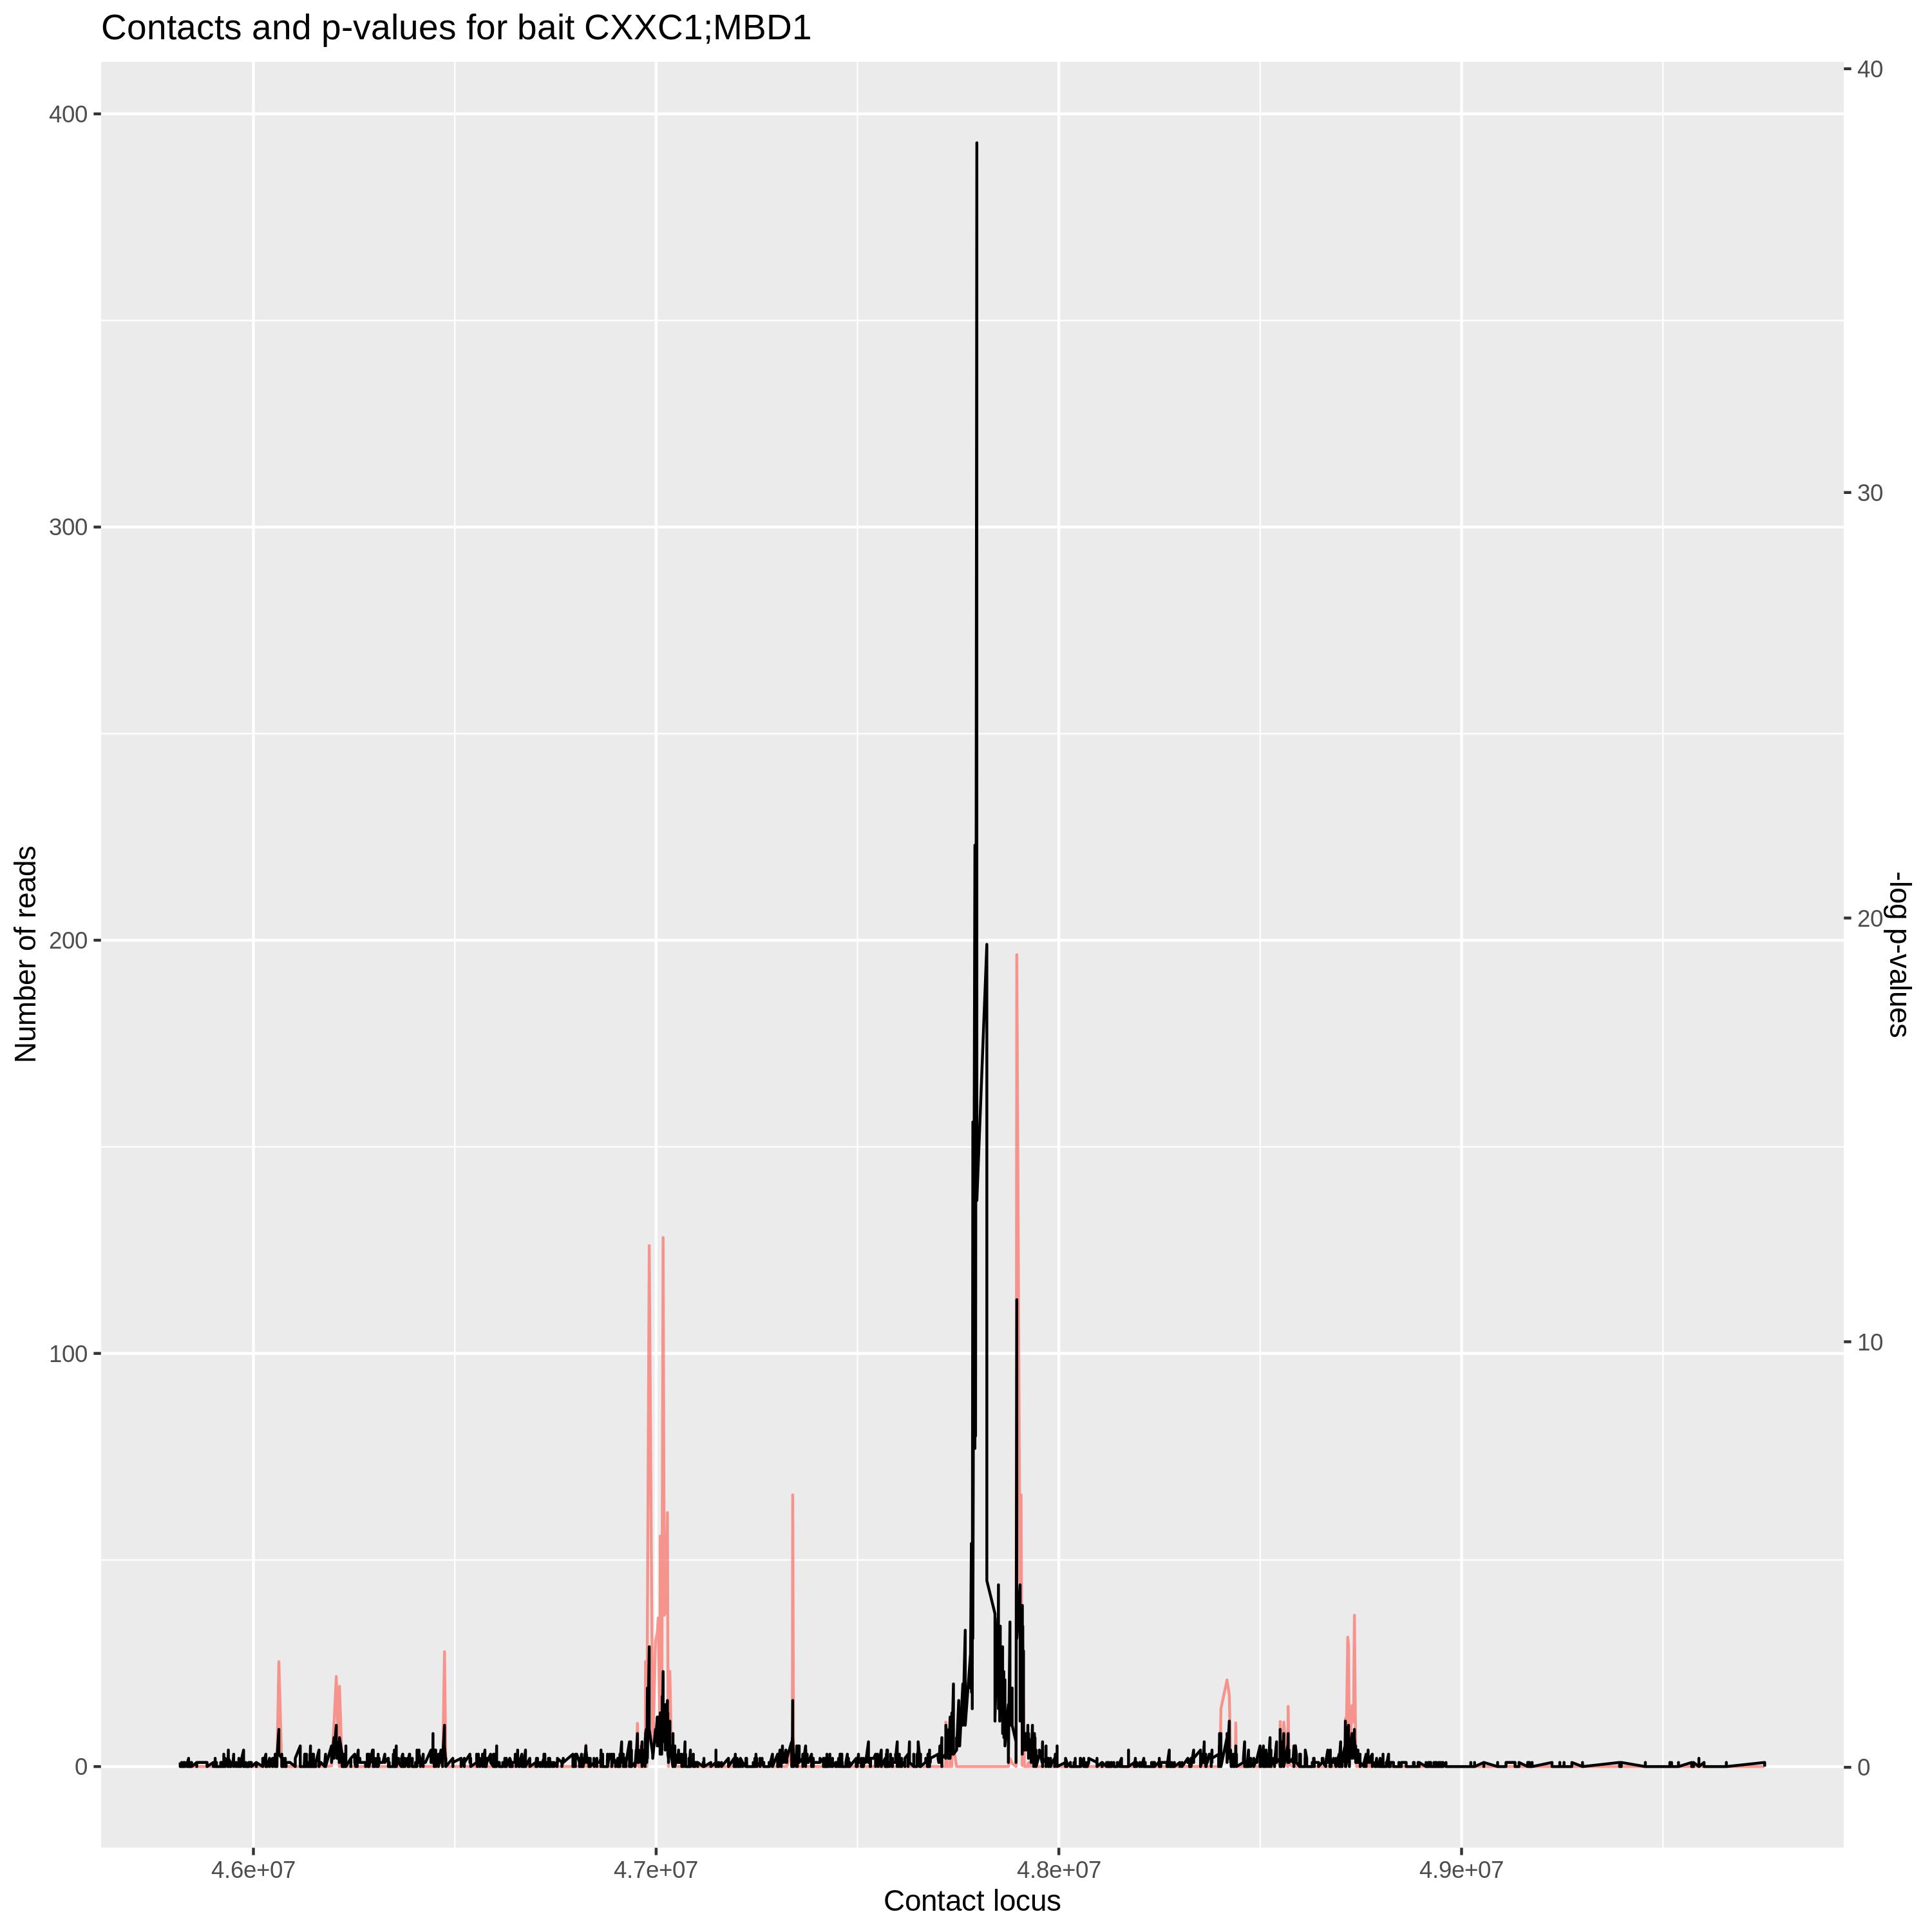 Contacts and p-values for bait CXXC1;MBD1
400
300
200
100
0
Number of reads
40
30
20
10
0
-log p-values
4.6e+07
4.7e+07
4.8e+07
4.9e+07
Contact locus